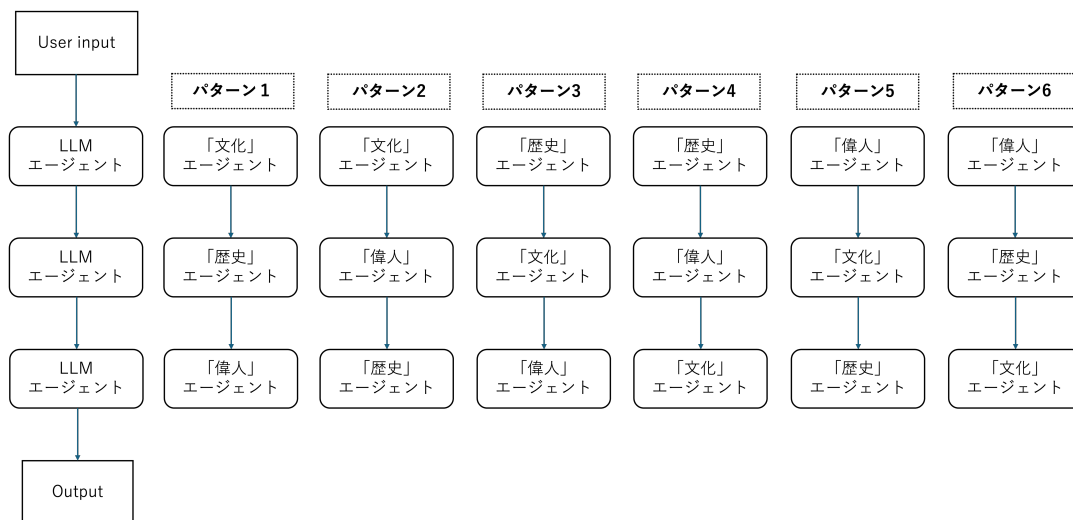 User input
パターン1
パターン2
パターン3
パターン4
パターン5
パターン6
LLM
エージェント
「文化」
エージェント
「文化」
エージェント
「歴史」
エージェント
「歴史」
エージェント
「偉人」
エージェント
「偉人」
エージェント
LLM
エージェント
「歴史」
エージェント
「偉人」
エージェント
「文化」
エージェント
「偉人」
エージェント
「文化」
エージェント
「歴史」
エージェント
LLM
エージェント
「偉人」
エージェント
「歴史」
エージェント
「偉人」
エージェント
「文化」
エージェント
「歴史」
エージェント
「文化」
エージェント
Output